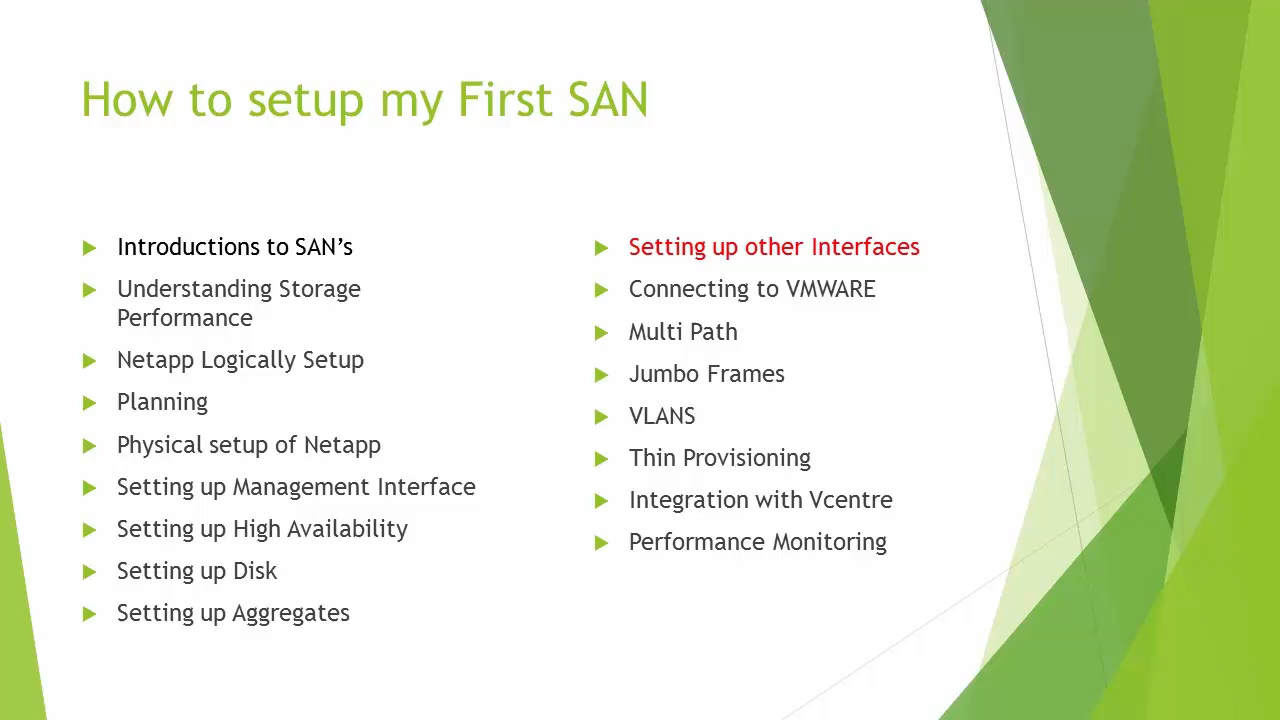 How to setup my First SAN
Introductions to SAN’s
Understanding Storage
Performance
Netapp Logically Setup
Planning
Physical setup of Netapp
Setting up Management Interface
Setting up High Availability
Setting up Disk
Setting up Aggregates
Setting up other Interfaces
Connecting to VMWARE
Multi Path
Jumbo Frames
VLANS
Thin Provisioning
Integration with Vcentre
Performance Monitoring